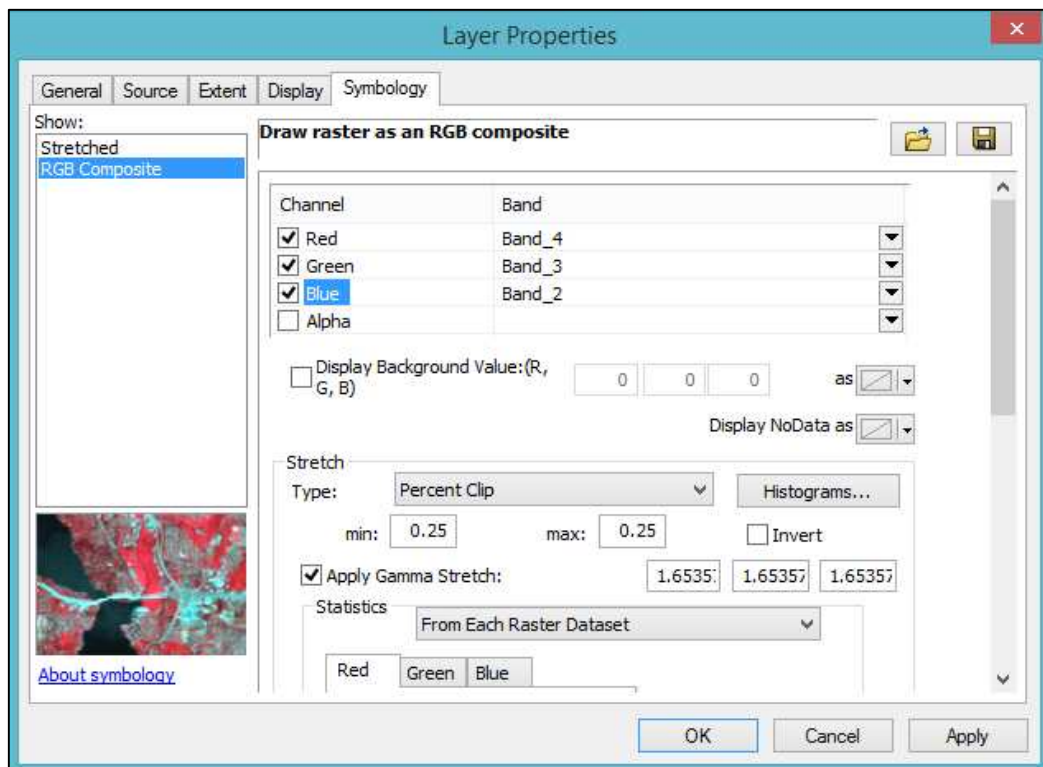 Layer Properties
General Source Extent Display Symbology
Show:
Stretched
RGB Composite
Draw raster as an RGB composite
Channel Band
Red Band_4
Green Band_3
Blue Band_2
Alpha
Display Background Value:(R, G, B) 0 0 0 as
Display NoData as
Stretch
Type: Percent Clip Histograms...
min: 0.25 max: 0.25 Invert
Apply Gamma Stretch: 1.6535 1.65357 1.65357
Statistics
From Each Raster Dataset
Red Green Blue
About symbology
OK Cancel Apply